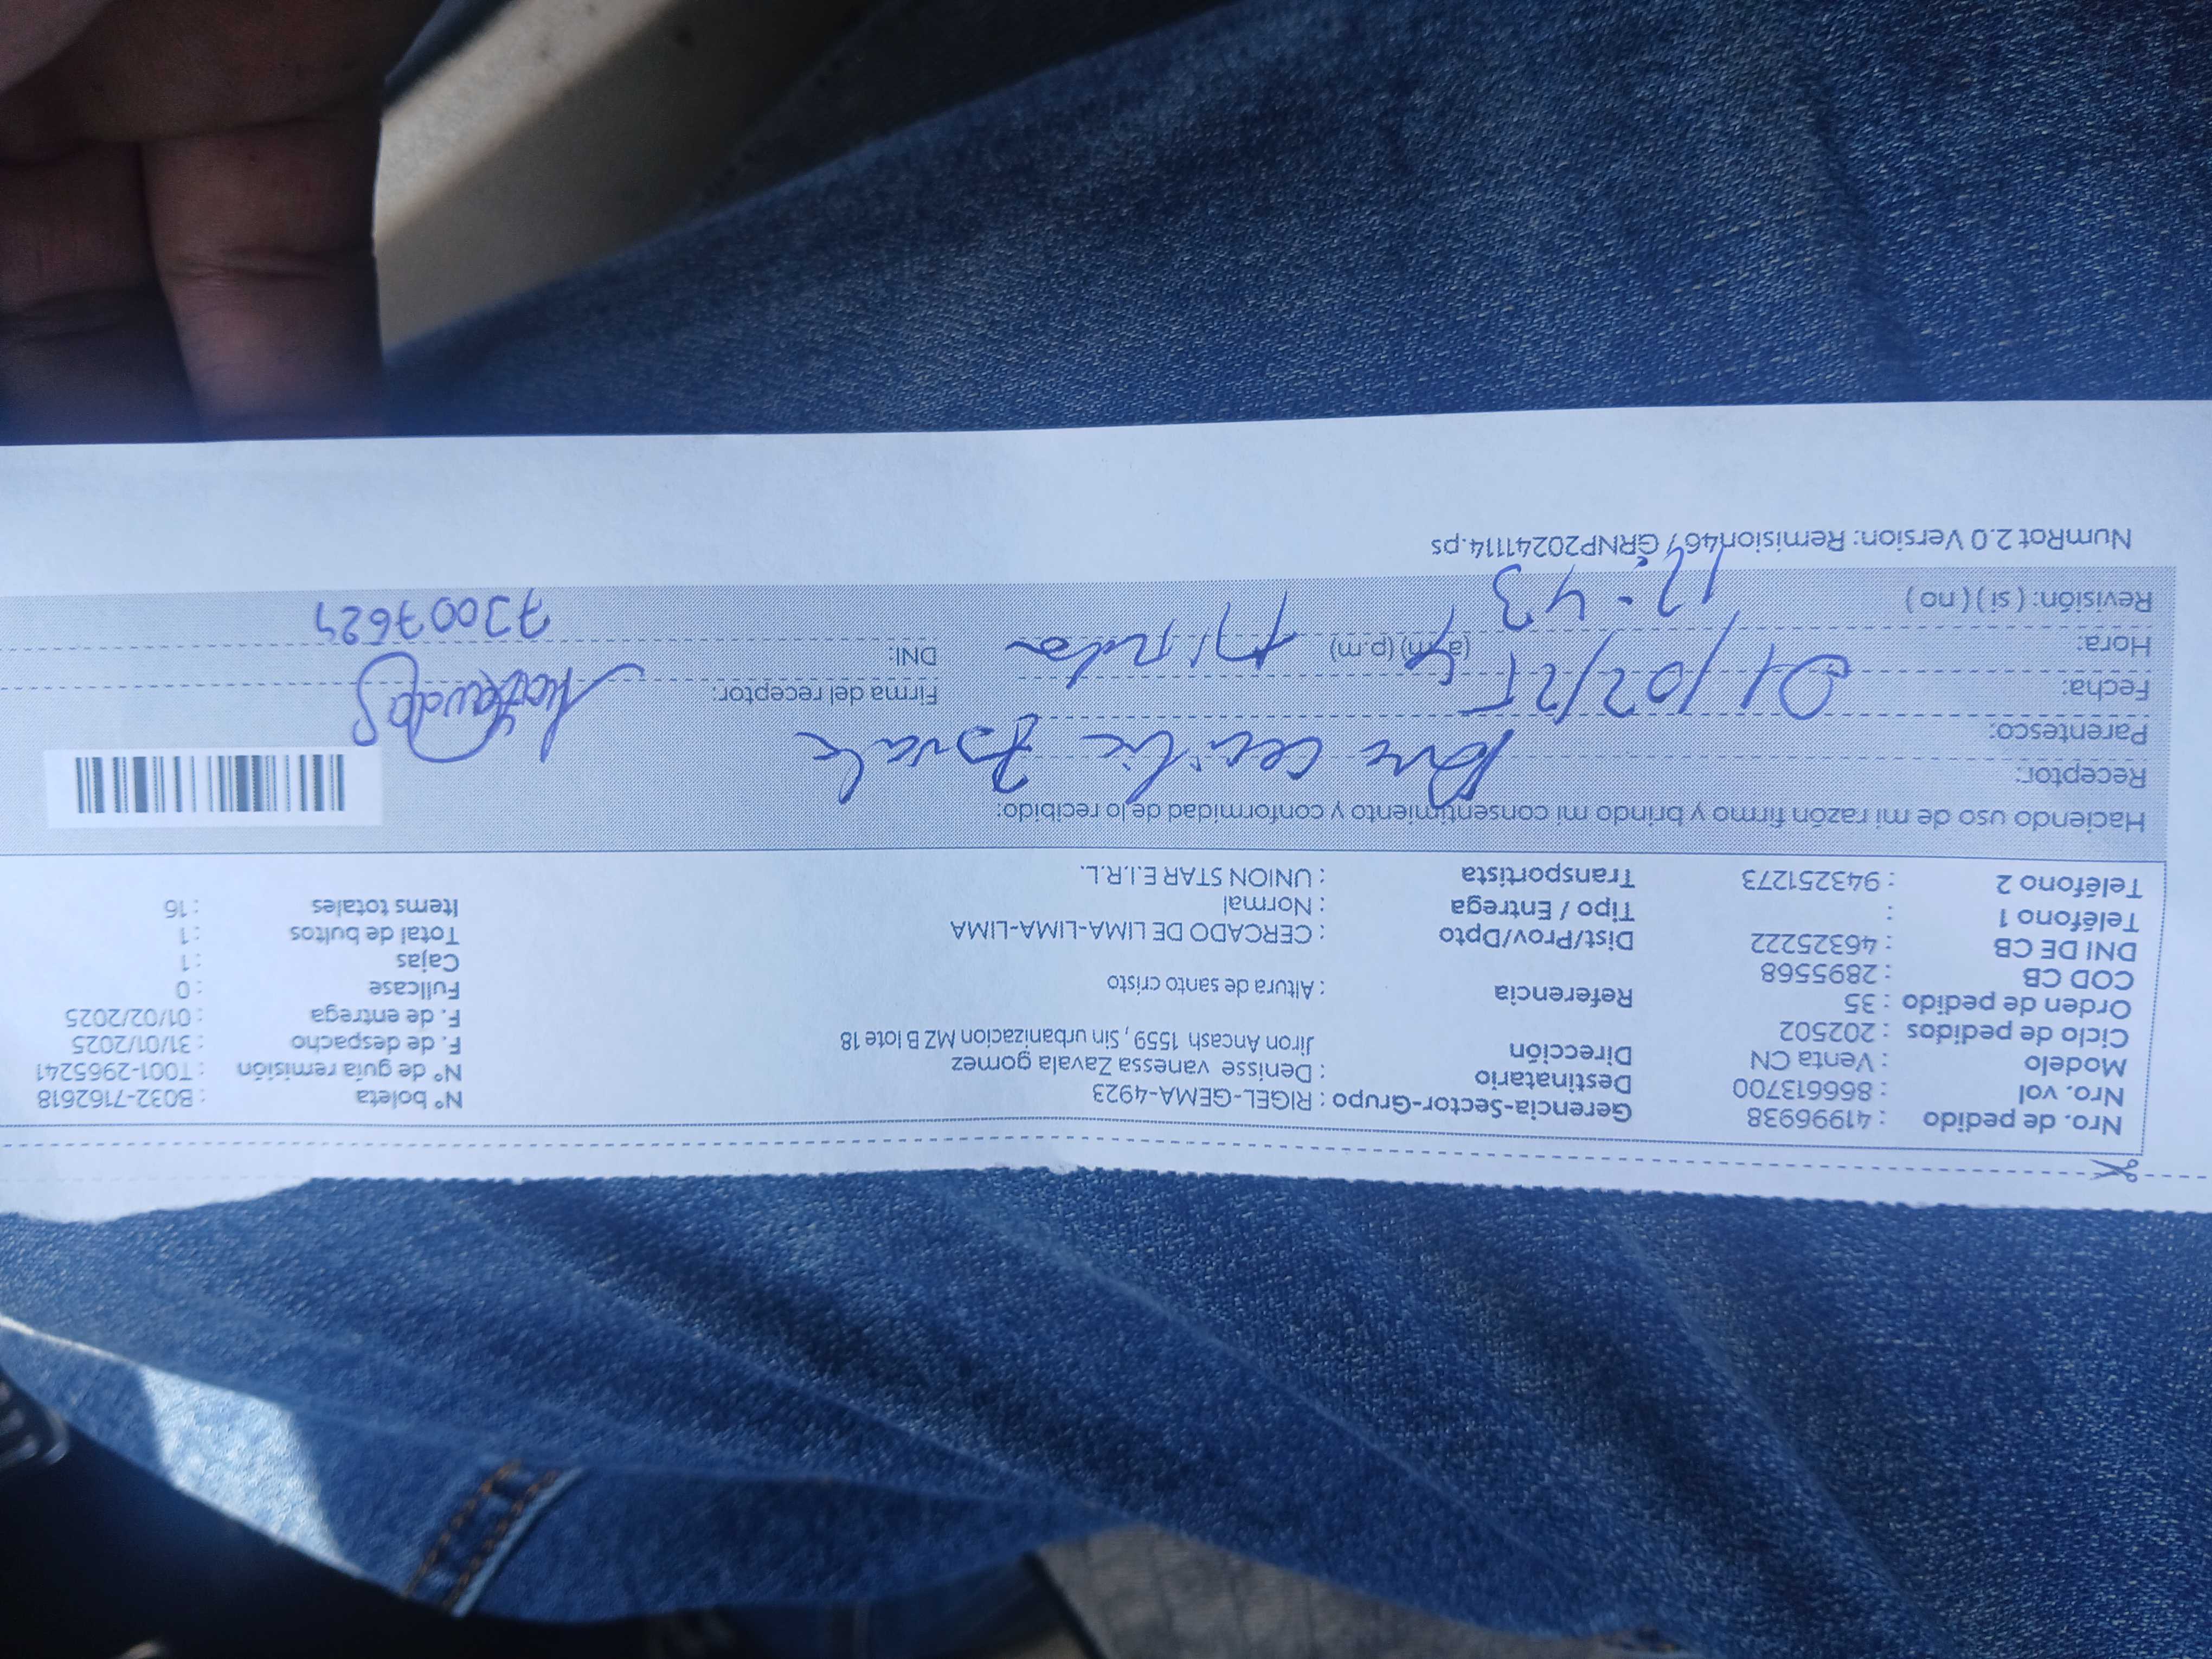 Nro. de pedido : 41996938 Gerencia-Sector-Grupo : RIGEL-GEMA-4923 N° boleta : B032-7162618
Nro. vol : 866613700 Destinatario : Denisse vanessa Zavala gomez N° de guía remisión : T001-2965241
Modelo : Venta CN Dirección Jiron Ancash 1559 , Sin urbanizacion MZ B lote 18 F. de despacho : 31/01/2025
Ciclo de pedidos : 202502 F. de entrega : 01/02/2025
Orden de pedido : 35 Referencia : Altura de santo cristo Fullcase : 0
COD CB : 2895568 Cajas : 1
DNI DE CB : 46325222 Dist/Prov/Dpto : CERCADO DE LIMA-LIMA-LIMA Total de bultos : 1
Teléfono 1 : Tipo / Entrega : Normal Items totales : 16
Teléfono 2 : 943251273 Transportista : UNION STAR E.I.R.L.
Haciendo uso de mi razón firmo y brindo mi consentimiento y conformidad de lo recibido:
Receptor:
Parentesco:
Fecha: 01/02/25 Firma del receptor:
Hora: (a.m) (p.m) DNI: 73007624
Revisión: ( si ) ( no ) 12:43
NumRot 2.0 Version: Remision467 GRNP20241114.ps